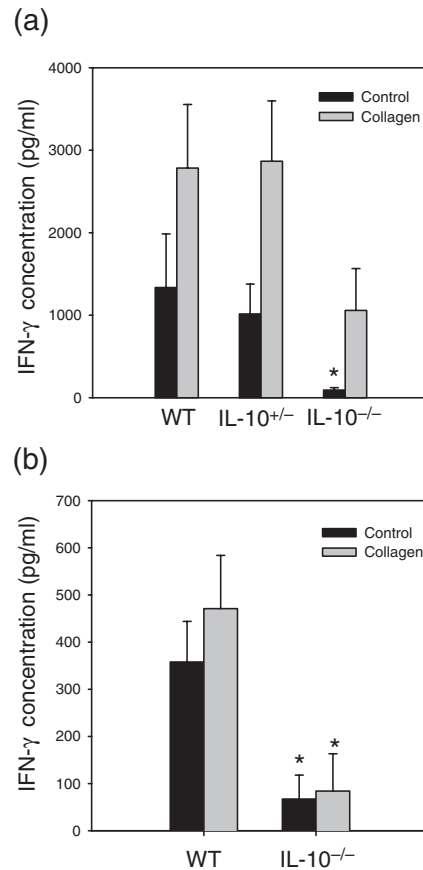 (a)
IFN-γ concentration (pg/ml)
4000
3000
2000
1000
0
Control
Collagen
*
WT IL-10+/– IL-10–/–
(b)
IFN-γ concentration (pg/ml)
700
600
500
400
300
200
100
0
Control
Collagen
* *
WT IL-10–/–